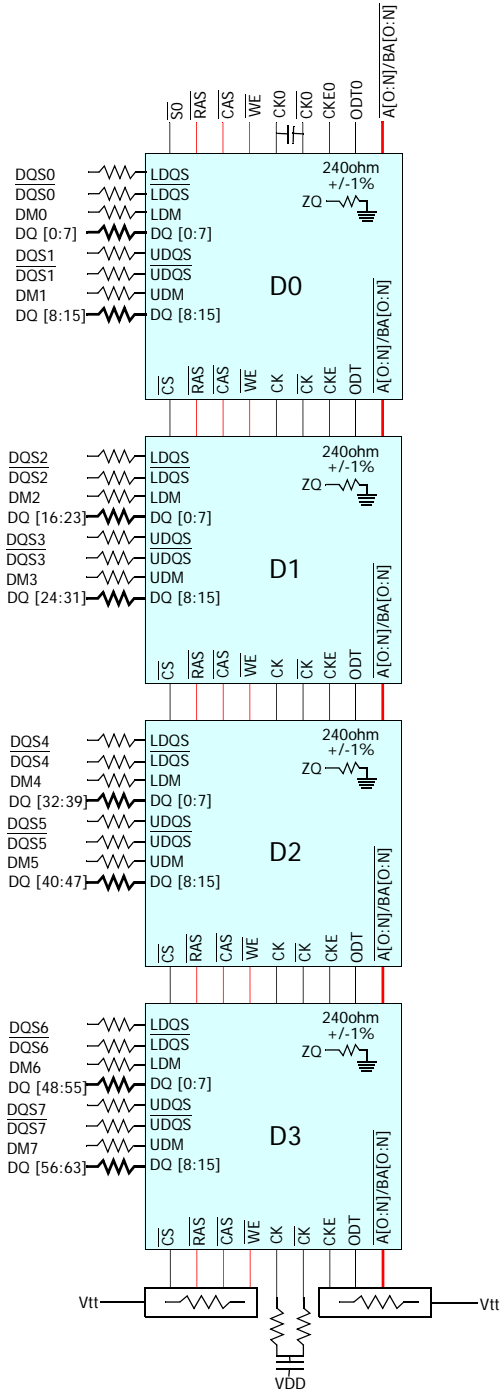 S0 RAS CAS WE CK0 CK0 CKE0 ODT0 A[O:N]/BA[O:N]
DQS0 LDQS
DQS0 LDQS
DM0 LDM
DQ [0:7] DQ [0:7]
DQS1 UDQS
DQS1 UDQS
DM1 UDM
DQ [8:15] DQ [8:15]
240ohm
+/-1%
ZQ
D0
CS RAS CAS WE CK CK CKE ODT A[O:N]/BA[O:N]
DQS2 LDQS
DQS2 LDQS
DM2 LDM
DQ [16:23] DQ [0:7]
DQS3 UDQS
DQS3 UDQS
DM3 UDM
DQ [24:31] DQ [8:15]
240ohm
+/-1%
ZQ
D1
CS RAS CAS WE CK CK CKE ODT A[O:N]/BA[O:N]
DQS4 LDQS
DQS4 LDQS
DM4 LDM
DQ [32:39] DQ [0:7]
DQS5 UDQS
DQS5 UDQS
DM5 UDM
DQ [40:47] DQ [8:15]
240ohm
+/-1%
ZQ
D2
CS RAS CAS WE CK CK CKE ODT A[O:N]/BA[O:N]
DQS6 LDQS
DQS6 LDQS
DM6 LDM
DQ [48:55] DQ [0:7]
DQS7 UDQS
DQS7 UDQS
DM7 UDM
DQ [56:63] DQ [8:15]
240ohm
+/-1%
ZQ
D3
CS RAS CAS WE CK CK CKE ODT A[O:N]/BA[O:N]
Vtt Vtt
VDD